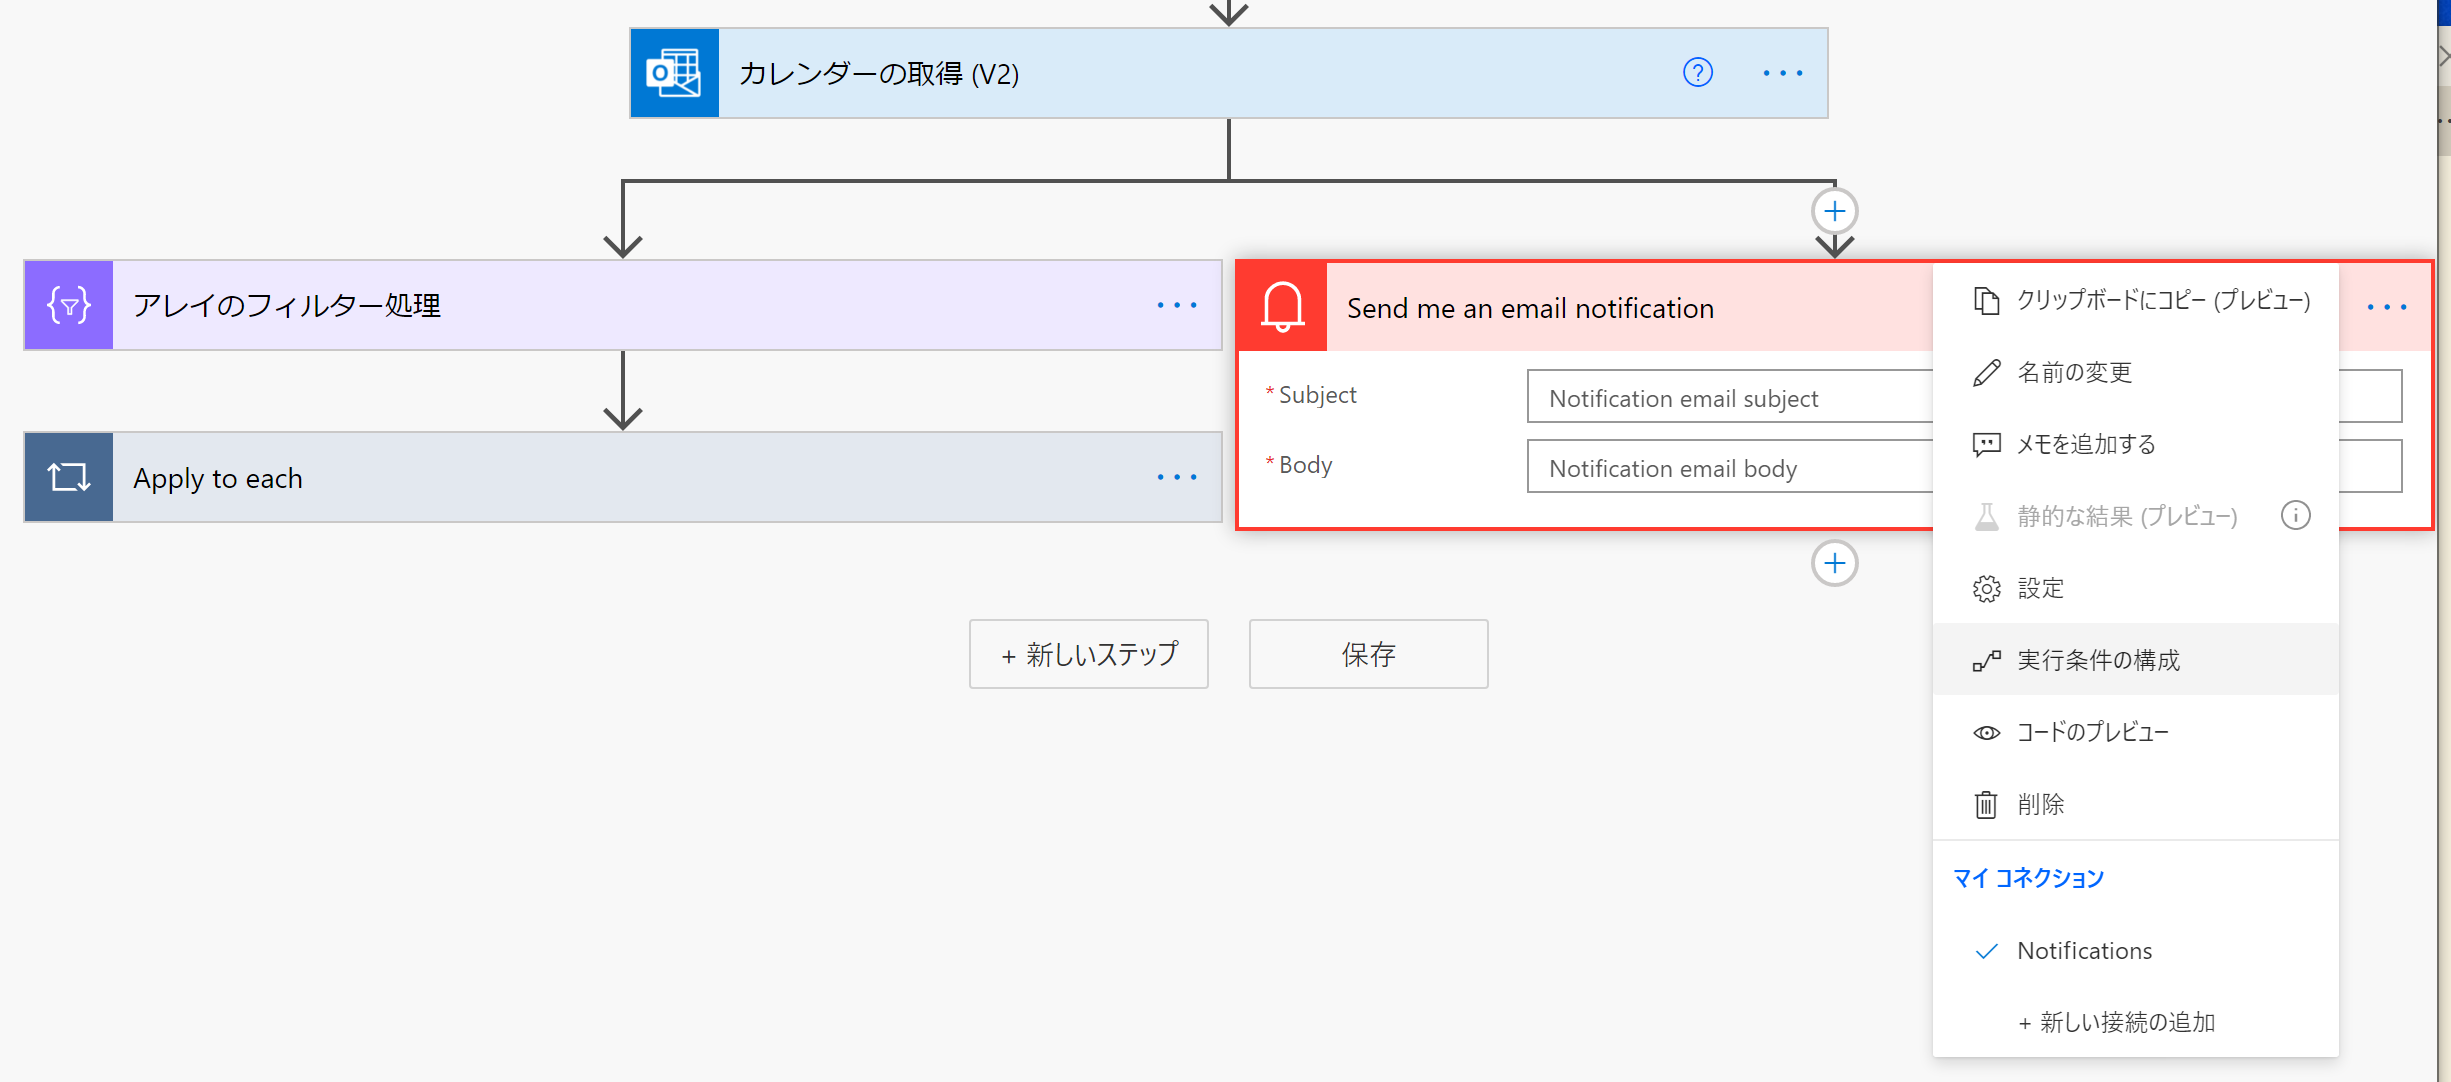 カレンダーの取得 (V2)
アレイのフィルター処理
Apply to each
Send me an email notification
* Subject
Notification email subject
* Body
Notification email body
クリップボードにコピー (プレビュー)
名前の変更
メモを追加する
静的な結果 (プレビュー)
設定
実行条件の構成
コードのプレビュー
削除
マイ コネクション
Notifications
+ 新しい接続の追加
+ 新しいステップ
保存